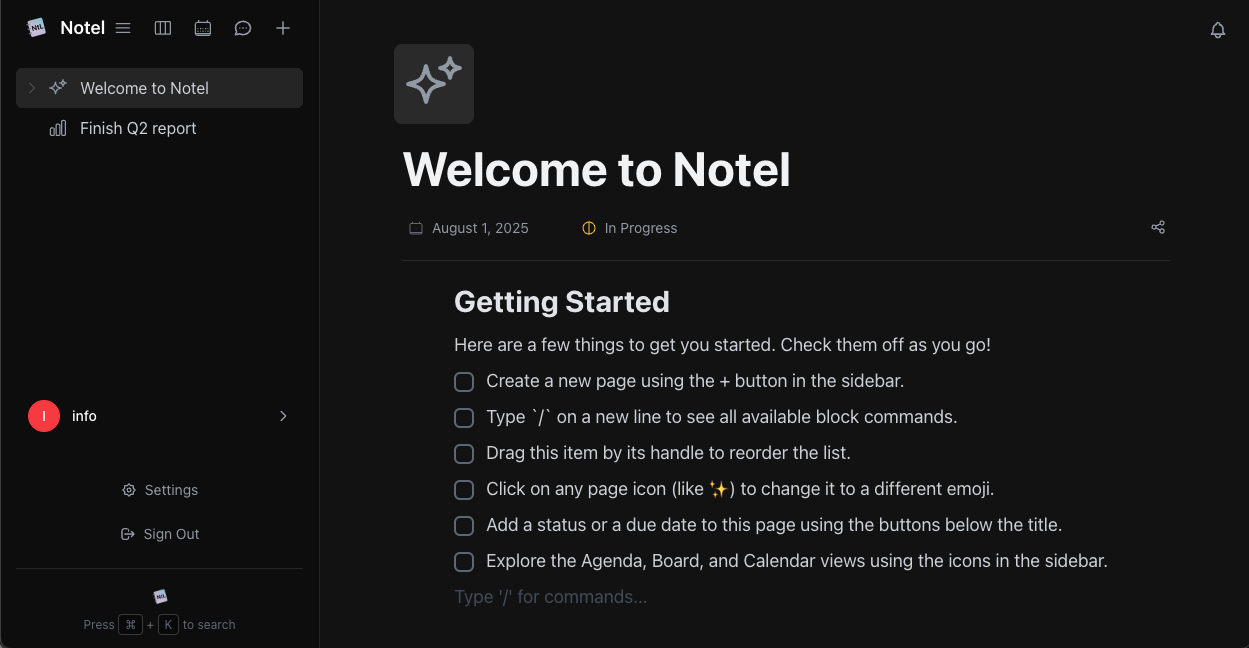 Notel
Welcome to Notel
Finish Q2 report
I info
Settings
Sign Out
NtL
Press ⌘ + K to search
Welcome to Notel
August 1, 2025 In Progress
Getting Started
Here are a few things to get you started. Check them off as you go!
Create a new page using the + button in the sidebar.
Type `/` on a new line to see all available block commands.
Drag this item by its handle to reorder the list.
Click on any page icon (like ✨) to change it to a different emoji.
Add a status or a due date to this page using the buttons below the title.
Explore the Agenda, Board, and Calendar views using the icons in the sidebar.
Type '/' for commands...